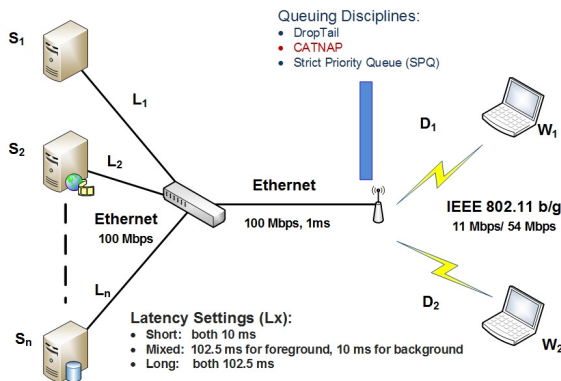 Queuing Disciplines:
• DropTail
• CATNAP
• Strict Priority Queue (SPQ)
S1
L1
D1
W1
S2
L2
Ethernet
Ethernet
100 Mbps
100 Mbps, 1ms
IEEE 802.11 b/g
11 Mbps/ 54 Mbps
Ln
D2
Sn
W2
Latency Settings (Lx):
• Short: both 10 ms
• Mixed: 102.5 ms for foreground, 10 ms for background
• Long: both 102.5 ms